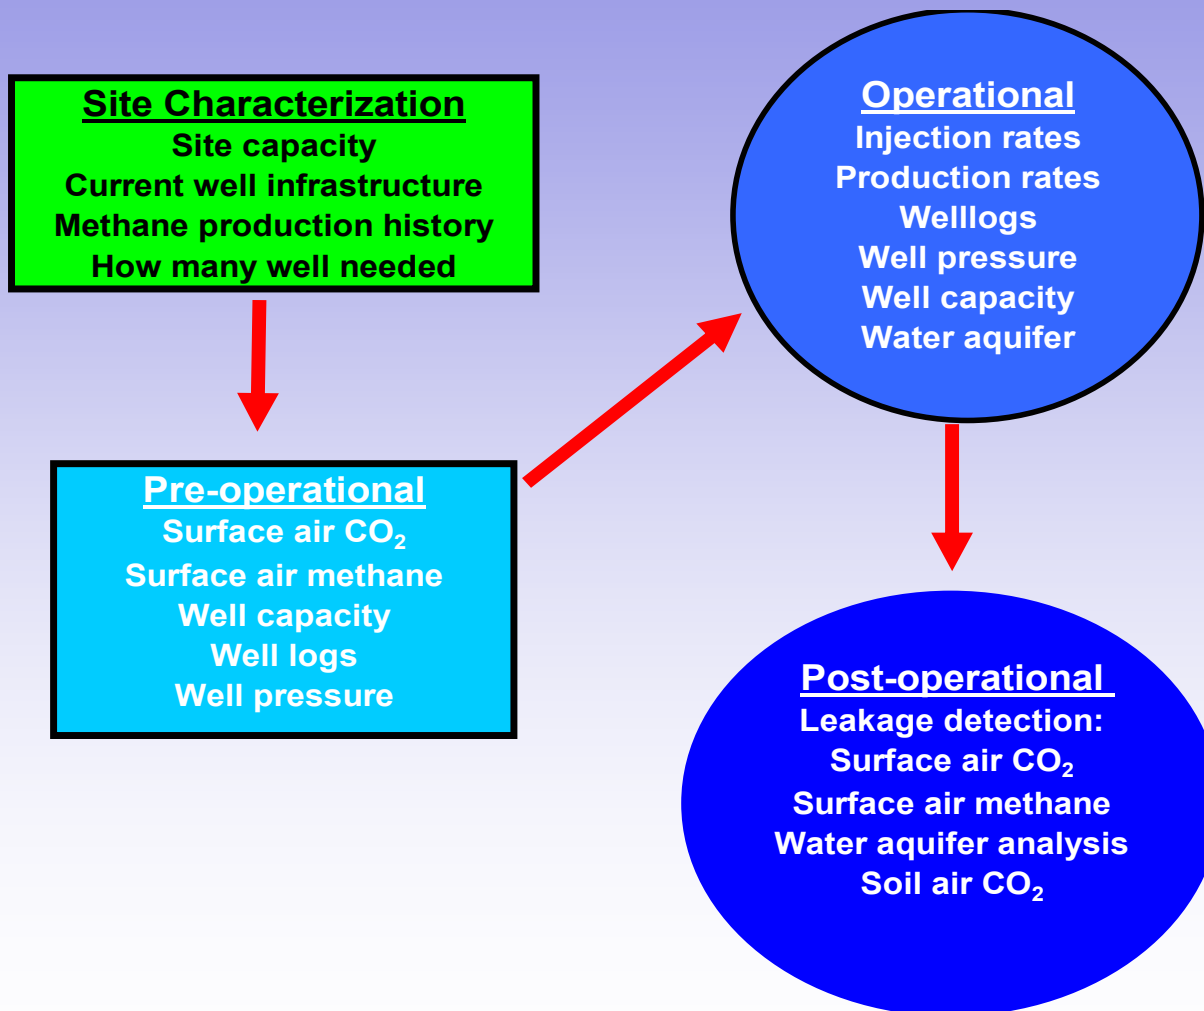 Site Characterization
Site capacity
Current well infrastructure
Methane production history
How many well needed
Pre-operational
Surface air CO₂
Surface air methane
Well capacity
Well logs
Well pressure
Operational
Injection rates
Production rates
Welllogs
Well pressure
Well capacity
Water aquifer
Post-operational
Leakage detection:
Surface air CO₂
Surface air methane
Water aquifer analysis
Soil air CO₂